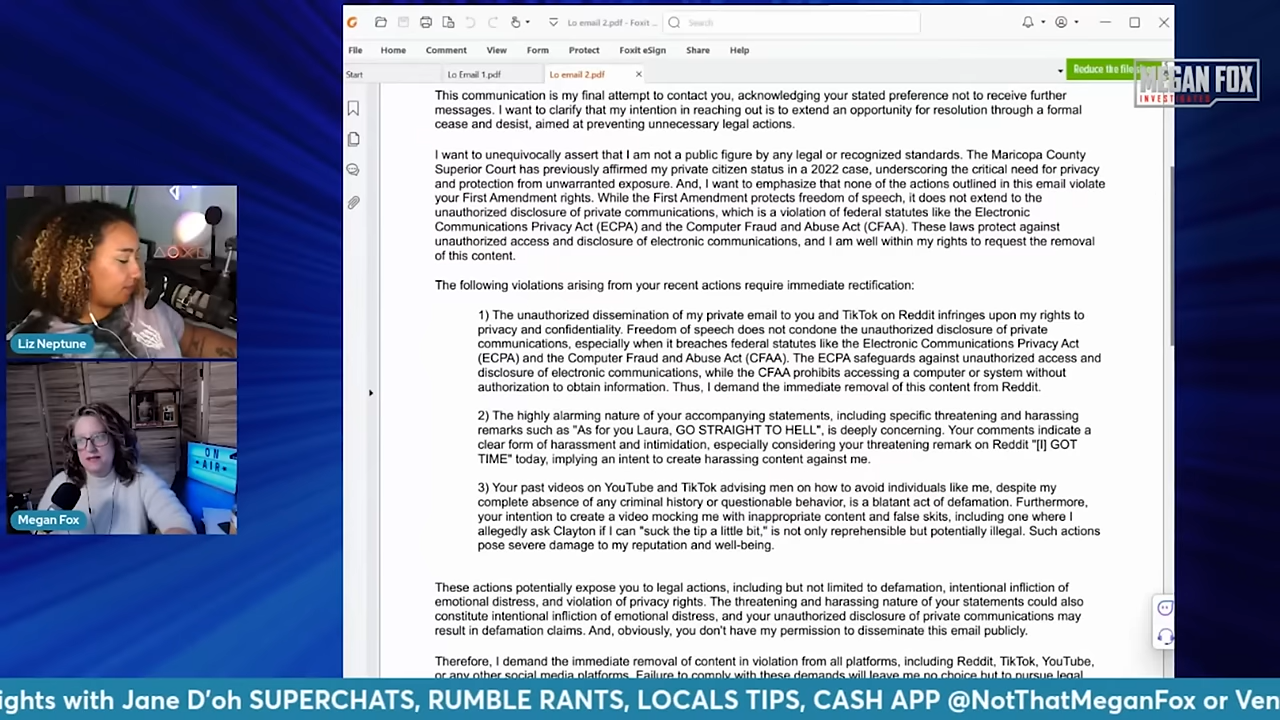 Lo email 2.pdf - Foxit ...
Search
File Home Comment View Form Protect Foxit eSign Share Help
Start Lo Email 1.pdf Lo email 2.pdf
Reduce the file
MEGAN FOX
INVESTIGATES
This communication is my final attempt to contact you, acknowledging your stated preference not to receive further
messages. I want to clarify that my intention in reaching out is to extend an opportunity for resolution through a formal
cease and desist, aimed at preventing unnecessary legal actions.
I want to unequivocally assert that I am not a public figure by any legal or recognized standards. The Maricopa County
Superior Court has previously affirmed my private citizen status in a 2022 case, underscoring the critical need for privacy
and protection from unwarranted exposure. And, I want to emphasize that none of the actions outlined in this email violate
your First Amendment rights. While the First Amendment protects freedom of speech, it does not extend to the
unauthorized disclosure of private communications, which is a violation of federal statutes like the Electronic
Communications Privacy Act (ECPA) and the Computer Fraud and Abuse Act (CFAA). These laws protect against
unauthorized access and disclosure of electronic communications, and I am well within my rights to request the removal
of this content.
The following violations arising from your recent actions require immediate rectification:
1) The unauthorized dissemination of my private email to you and TikTok on Reddit infringes upon my rights to
privacy and confidentiality. Freedom of speech does not condone the unauthorized disclosure of private
communications, especially when it breaches federal statutes like the Electronic Communications Privacy Act
(ECPA) and the Computer Fraud and Abuse Act (CFAA). The ECPA safeguards against unauthorized access and
disclosure of electronic communications, while the CFAA prohibits accessing a computer or system without
authorization to obtain information. Thus, I demand the immediate removal of this content from Reddit.
2) The highly alarming nature of your accompanying statements, including specific threatening and harassing
remarks such as "As for you Laura, GO STRAIGHT TO HELL", is deeply concerning. Your comments indicate a
clear form of harassment and intimidation, especially considering your threatening remark on Reddit "[I] GOT
TIME" today, implying an intent to create harassing content against me.
3) Your past videos on YouTube and TikTok advising men on how to avoid individuals like me, despite my
complete absence of any criminal history or questionable behavior, is a blatant act of defamation. Furthermore,
your intention to create a video mocking me with inappropriate content and false skits, including one where I
allegedly ask Clayton if I can "suck the tip a little bit," is not only reprehensible but potentially illegal. Such actions
pose severe damage to my reputation and well-being.
These actions potentially expose you to legal actions, including but not limited to defamation, intentional infliction of
emotional distress, and violation of privacy rights. The threatening and harassing nature of your statements could also
constitute intentional infliction of emotional distress, and your unauthorized disclosure of private communications may
result in defamation claims. And, obviously, you don't have my permission to disseminate this email publicly.
Therefore, I demand the immediate removal of content in violation from all platforms, including Reddit, TikTok, YouTube,
or any other social media platforms. Failure to comply with these demands will leave me no choice but to pursue legal
Liz Neptune
ON
AIR
Megan Fox
ights with Jane D'oh SUPERCHATS, RUMBLE RANTS, LOCALS TIPS, CASH APP @NotThatMeganFox or Ven